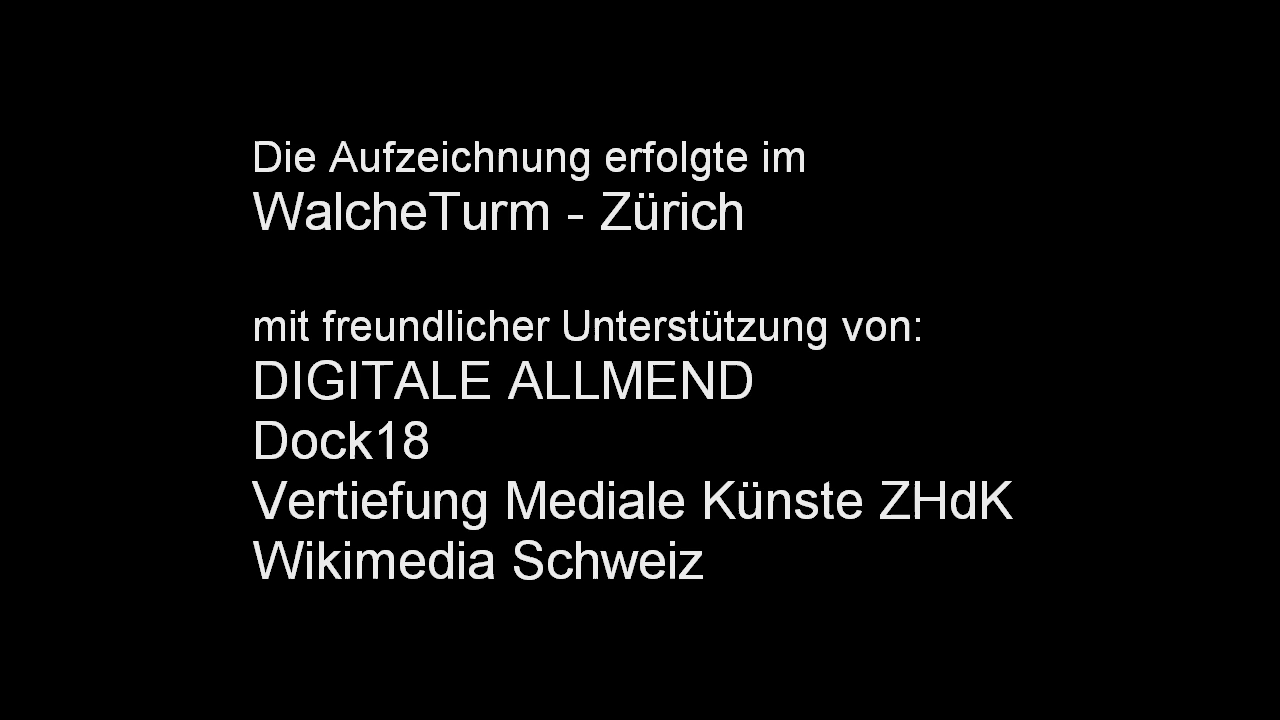 Die Aufzeichnung erfolgte im
WalcheTurm - Zürich
mit freundlicher Unterstützung von:
DIGITALE ALLMEND
Dock18
Vertiefung Mediale Künste ZHdK
Wikimedia Schweiz